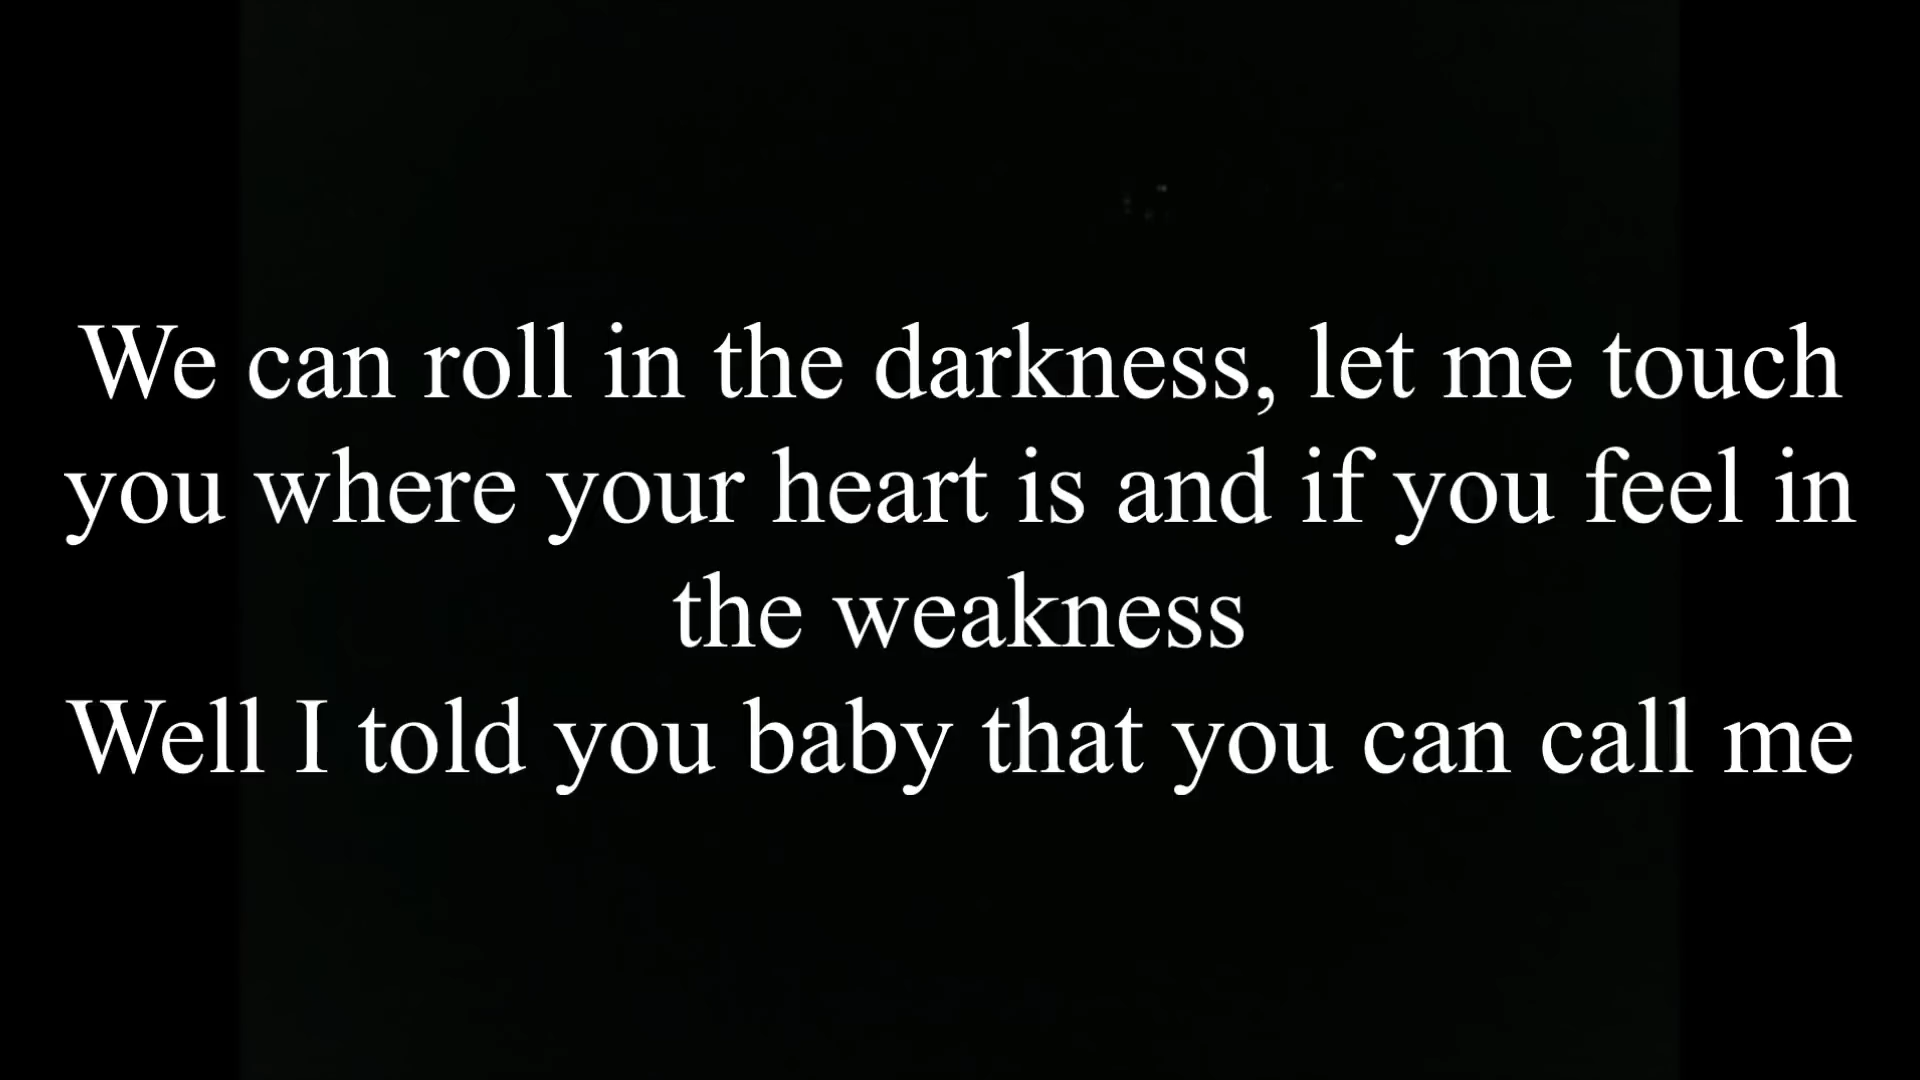 We can roll in the darkness, let me touch
you where your heart is and if you feel in
the weakness
Well I told you baby that you can call me